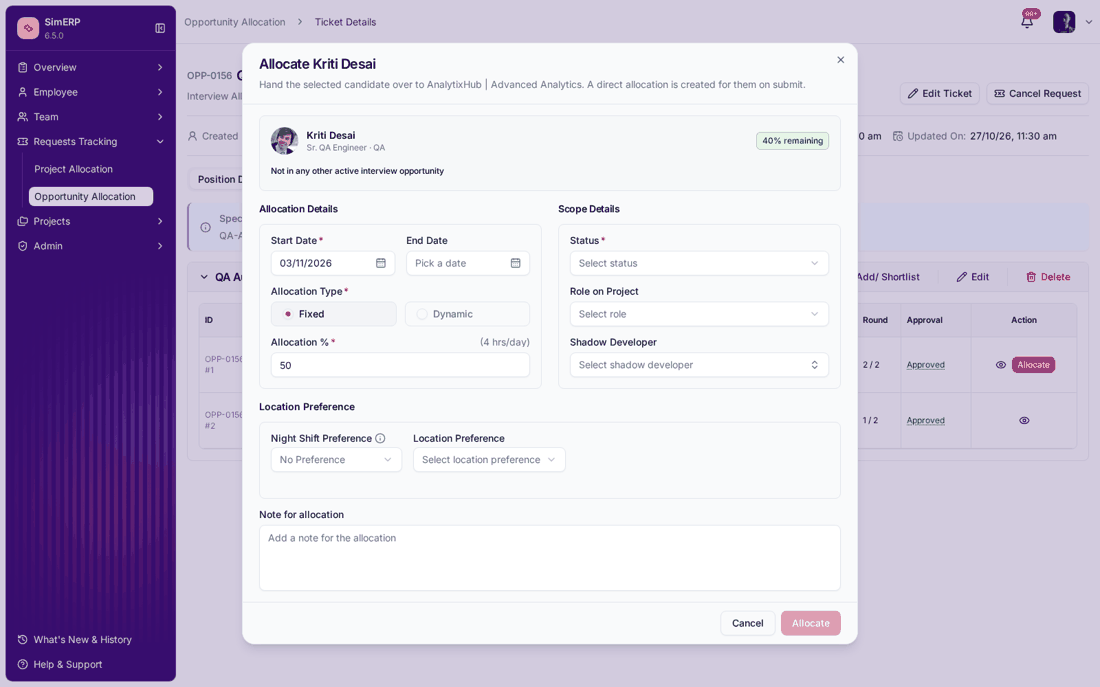 SimERP
6.5.0
Overview
Employee
Team
Requests Tracking
Project Allocation
Opportunity Allocation
Projects
Admin
What's New & History
Help & Support
Opportunity Allocation > Ticket Details
99+
OPP-0156
Edit Ticket
Cancel Request
Created
Updated On: 27/10/26, 11:30 am
Add/ Shortlist
Edit
Delete
ID
Round
Approval
Action
OPP-0156
#1
2 / 2
Approved
Allocate
OPP-0156
#2
1 / 2
Approved
Allocate Kriti Desai
Hand the selected candidate over to AnalytixHub | Advanced Analytics. A direct allocation is created for them on submit.
Kriti Desai
Sr. QA Engineer · QA
40% remaining
Not in any other active interview opportunity
Allocation Details
Start Date *
End Date
03/11/2026
Pick a date
Allocation Type *
Fixed
Dynamic
Allocation % *
(4 hrs/day)
50
Scope Details
Status *
Select status
Role on Project
Select role
Shadow Developer
Select shadow developer
Location Preference
Night Shift Preference
Location Preference
No Preference
Select location preference
Note for allocation
Add a note for the allocation
Cancel
Allocate